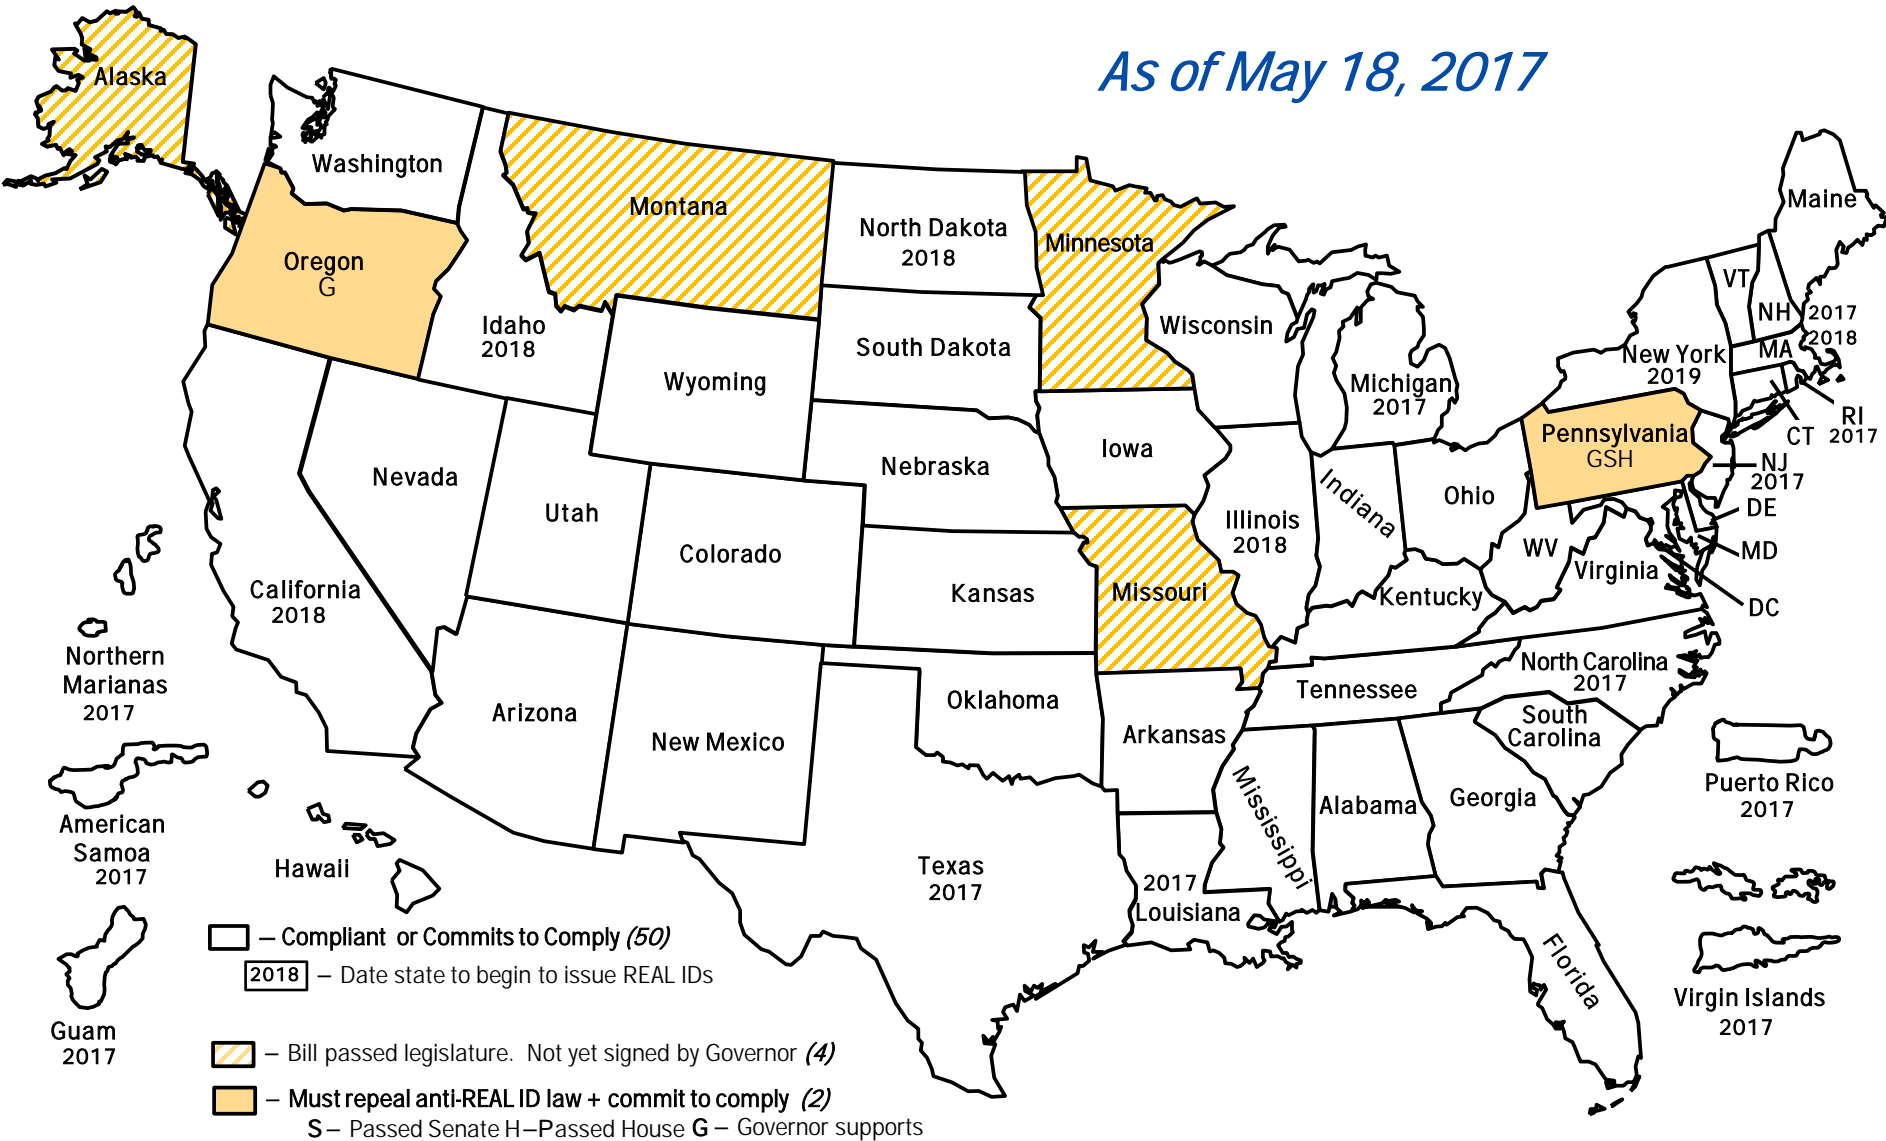 As of May 18, 2017
Alaska
Washington
Montana
North Dakota
2018
Minnesota
Maine
Oregon
G
Idaho
2018
Wyoming
South Dakota
Wisconsin
Michigan
2017
VT
NH
2017
2018
MA
New York
2019
RI
2017
CT
Pennsylvania
GSH
NJ
2017
DE
MD
DC
Nevada
Utah
Colorado
Nebraska
Iowa
Illinois
2018
Indiana
Ohio
WV
Virginia
California
2018
Kansas
Missouri
Kentucky
Northern
Marianas
2017
Arizona
New Mexico
Oklahoma
Arkansas
Tennessee
North Carolina
2017
South
Carolina
American
Samoa
2017
Hawaii
Texas
2017
2017
Louisiana
Mississippi
Alabama
Georgia
Florida
Puerto Rico
2017
Virgin Islands
2017
Guam
2017
– Compliant or Commits to Comply (50)
2018 – Date state to begin to issue REAL IDs
– Bill passed legislature. Not yet signed by Governor (4)
– Must repeal anti-REAL ID law + commit to comply (2)
S – Passed Senate H–Passed House G – Governor supports